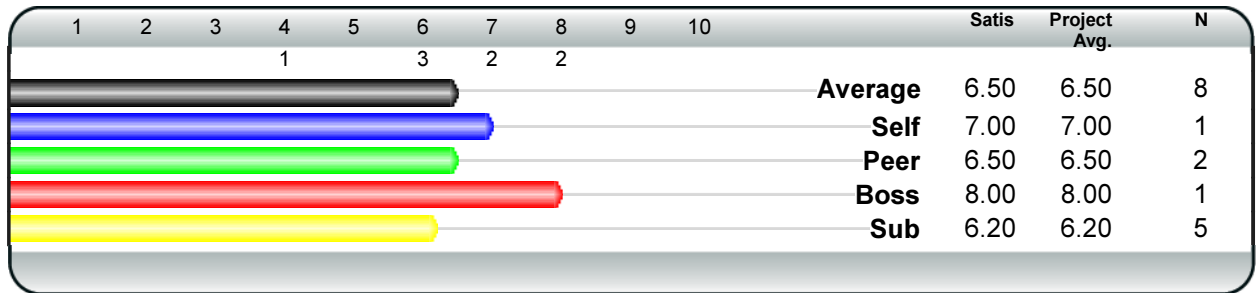 1 2 3 4 5 6 7 8 9 10 Satis Project Avg. N
1 3 2 2
Average 6.50 6.50 8
Self 7.00 7.00 1
Peer 6.50 6.50 2
Boss 8.00 8.00 1
Sub 6.20 6.20 5